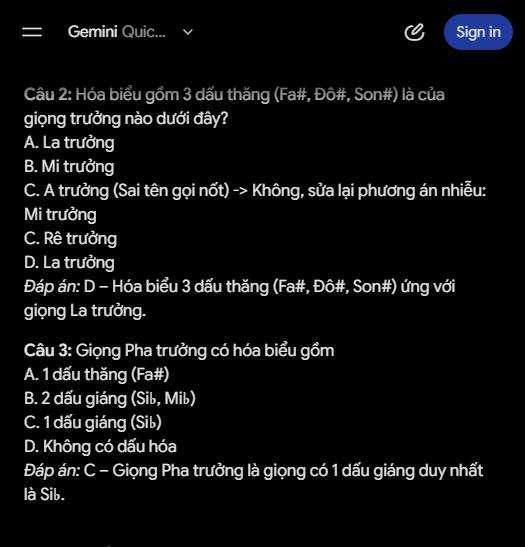 Gemini Quic...
Sign in
Câu 2: Hóa biểu gồm 3 dấu thăng (Fa#, Đô#, Son#) là của
giọng trưởng nào dưới đây?
A. La trưởng
B. Mi trưởng
C. A trưởng (Sai tên gọi nốt) -> Không, sửa lại phương án nhiễu:
Mi trưởng
C. Rê trưởng
D. La trưởng
Đáp án: D – Hóa biểu 3 dấu thăng (Fa#, Đô#, Son#) ứng với
giọng La trưởng.
Câu 3: Giọng Pha trưởng có hóa biểu gồm
A. 1 dấu thăng (Fa#)
B. 2 dấu giáng (Si♭, Mi♭)
C. 1 dấu giáng (Si♭)
D. Không có dấu hóa
Đáp án: C – Giọng Pha trưởng là giọng có 1 dấu giáng duy nhất
là Si♭.